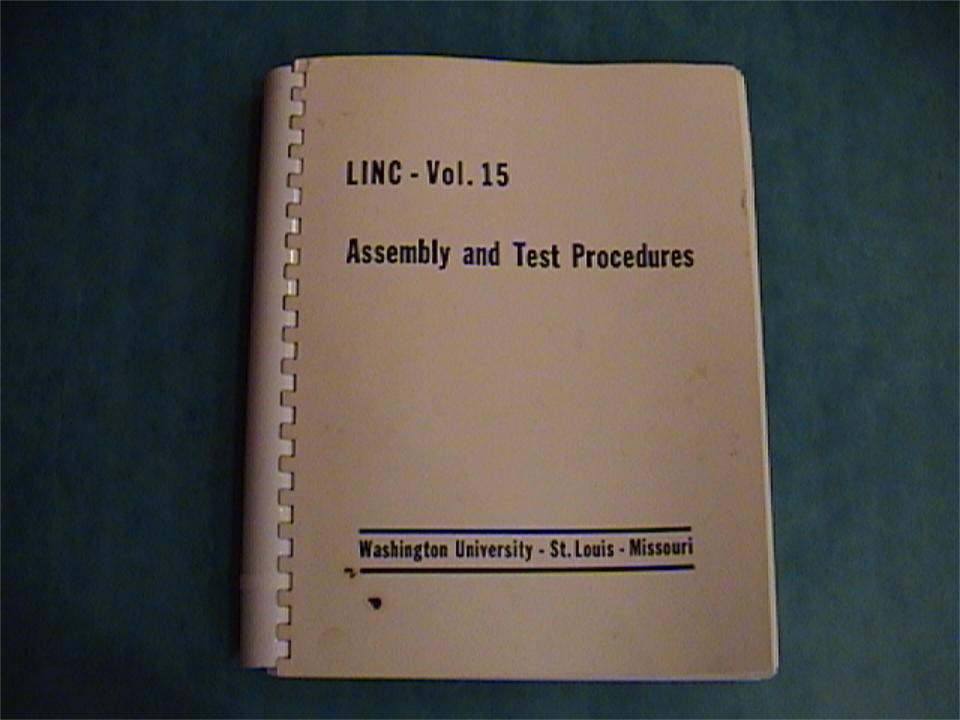 LINC - Vol. 15
Assembly and Test Procedures
Washington University - St. Louis - Missouri